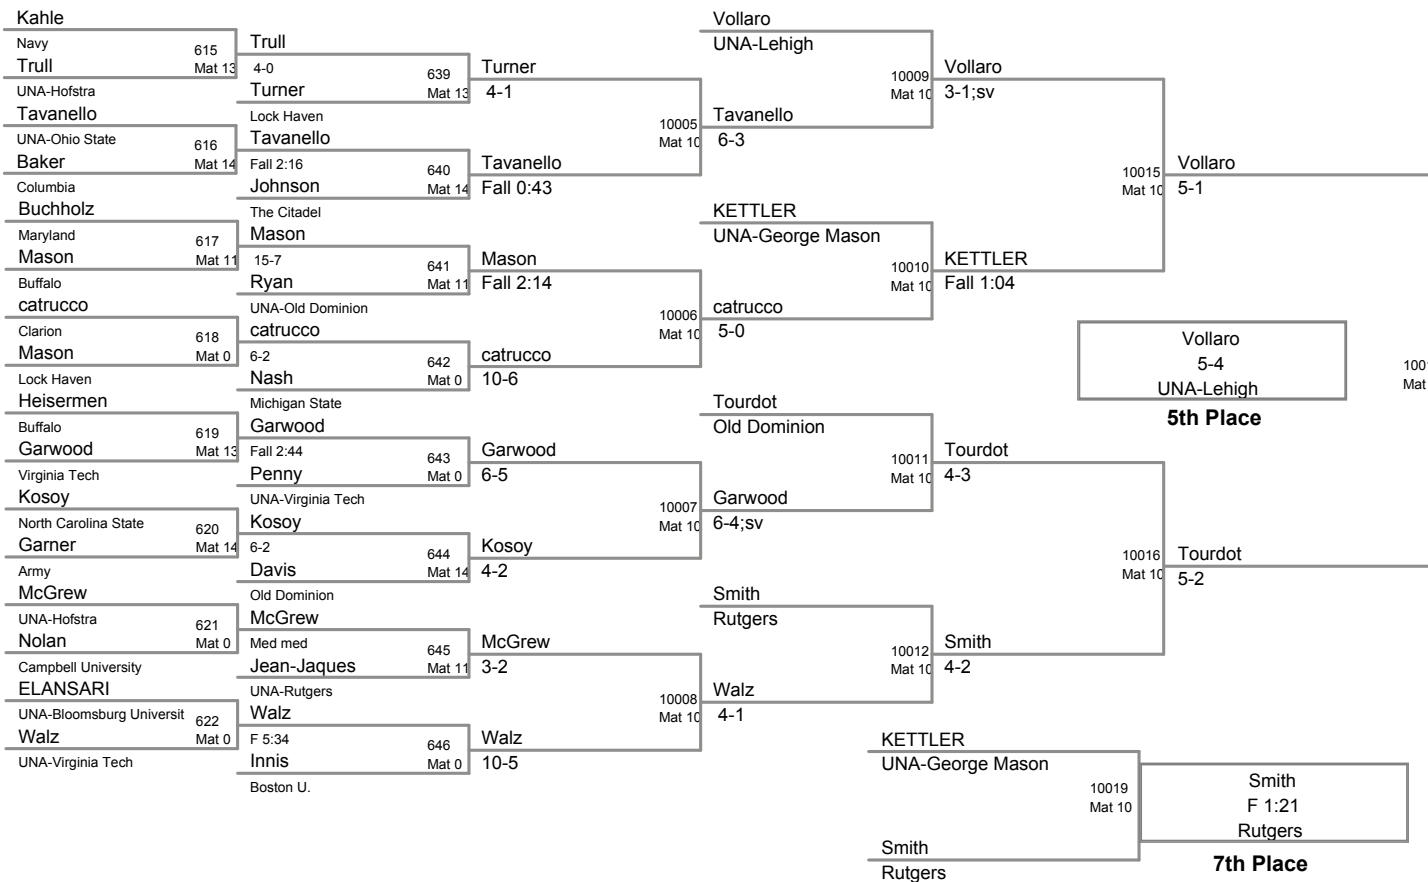 Kahle
Navy
615
Trull
Mat 13
UNA-Hofstra
Tavanello
UNA-Ohio State
616
Baker
Mat 14
Columbia
Buchholz
Maryland
617
Mason
Mat 11
Buffalo
catrucco
Clarion
618
Mason
Mat 0
Lock Haven
Heisermen
Buffalo
619
Garwood
Mat 13
Virginia Tech
Kosoy
North Carolina State
620
Garner
Mat 14
Army
McGrew
UNA-Hofstra
621
Nolan
Mat 0
Campbell University
ELANSARI
UNA-Bloomsburg Universit
622
Walz
Mat 0
UNA-Virginia Tech
Trull
4-0
639
Turner
Mat 13
Lock Haven
Tavanello
Fall 2:16
640
Johnson
Mat 14
The Citadel
Mason
15-7
641
Ryan
Mat 11
UNA-Old Dominion
catrucco
6-2
642
Nash
Mat 0
Michigan State
Garwood
Fall 2:44
643
Penny
Mat 0
UNA-Virginia Tech
Kosoy
6-2
644
Davis
Mat 14
Old Dominion
McGrew
Med med
645
Jean-Jaques
Mat 11
UNA-Rutgers
Walz
F 5:34
646
Innis
Mat 0
Boston U.
Turner
4-1
10005
Mat 10
Tavanello
Fall 0:43
Mason
Fall 2:14
10006
Mat 10
catrucco
10-6
Garwood
6-5
10007
Mat 10
Kosoy
4-2
McGrew
3-2
10008
Mat 10
Walz
10-5
Vollaro
UNA-Lehigh
10009
Mat 10
Tavanello
6-3
KETTLER
UNA-George Mason
10010
Mat 10
catrucco
5-0
Tourdot
Old Dominion
10011
Mat 10
Garwood
6-4;sv
Smith
Rutgers
10012
Mat 10
Walz
4-1
Vollaro
3-1;sv
10015
Mat 10
KETTLER
Fall 1:04
Tourdot
4-3
10016
Mat 10
Smith
4-2
Vollaro
5-1
Tourdot
5-2
Vollaro
5-4
UNA-Lehigh
5th Place
Mat
KETTLER
UNA-George Mason
10019
Mat 10
Smith
Rutgers
Smith
F 1:21
Rutgers
7th Place